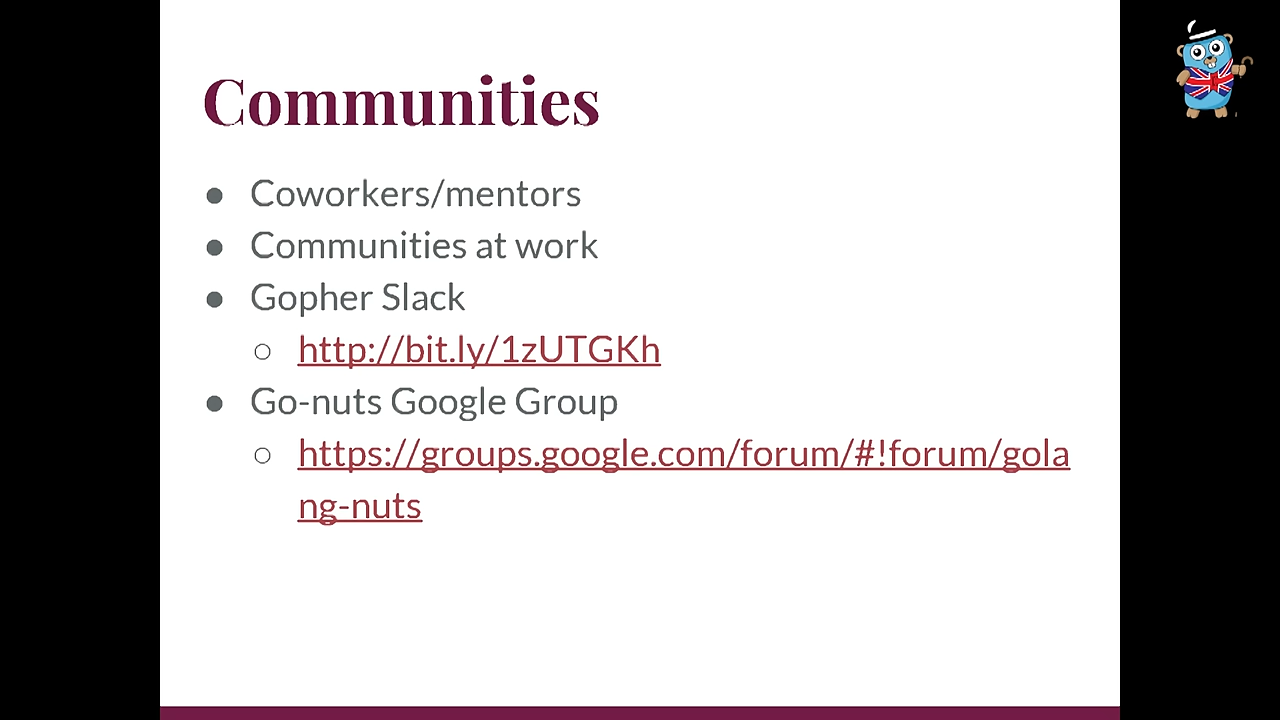 Communities
● Coworkers/mentors
● Communities at work
● Gopher Slack
○ http://bit.ly/1zUTGKh
● Go-nuts Google Group
○ https://groups.google.com/forum/#!forum/gola
ng-nuts